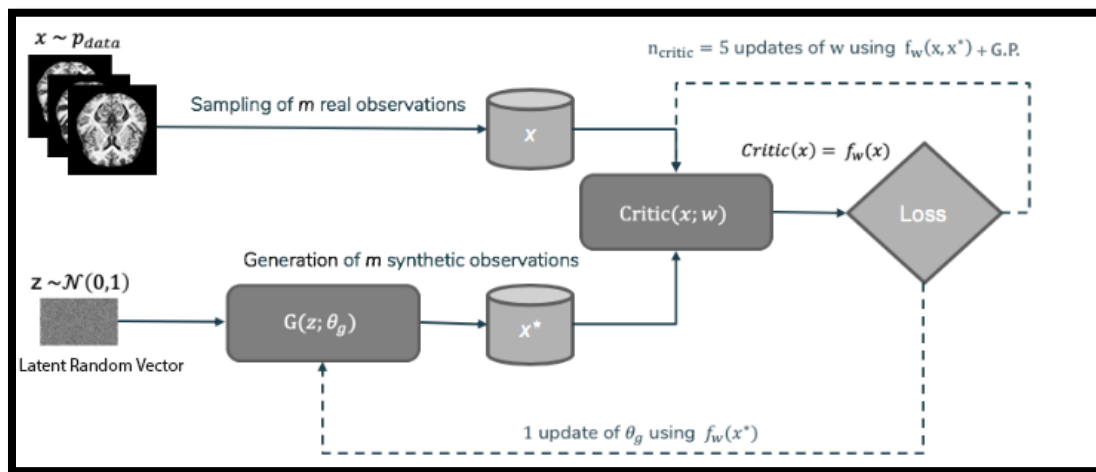 x ~ p_data
n_critic = 5 updates of w using f_w(x, x*) + G.P.
Sampling of m real observations
x
Critic(x) = f_w(x)
Critic(x; w)
Loss
Generation of m synthetic observations
z ~𝒩(0,1)
G(z; θ_g)
x*
Latent Random Vector
1 update of θ_g using f_w(x*)